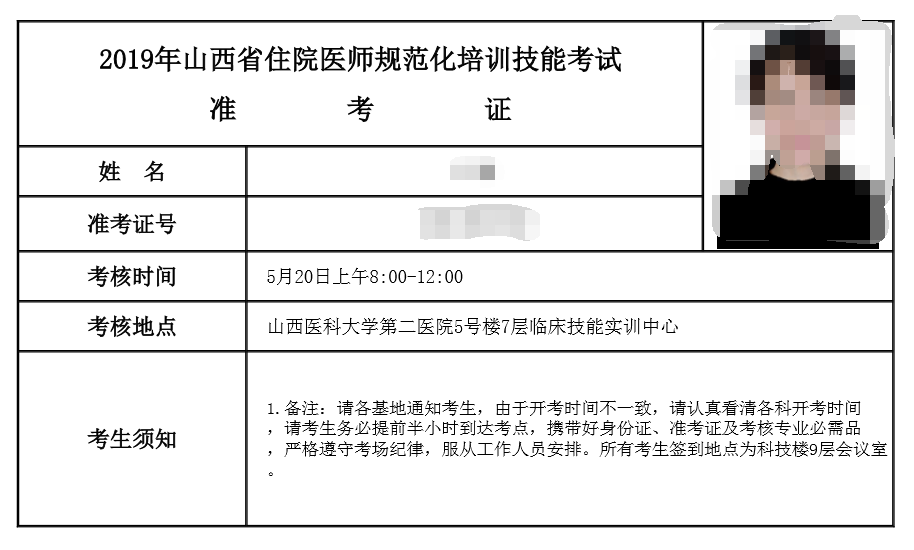 2019年山西省住院医师规范化培训技能考试
准 考 证
姓 名
准考证号
考核时间
5月20日上午8:00-12:00
考核地点
山西医科大学第二医院5号楼7层临床技能实训中心
考生须知
1.备注：请各基地通知考生，由于开考时间不一致，请认真看清各科开考时间
，请考生务必提前半小时到达考点，携带好身份证、准考证及考核专业必需品
，严格遵守考场纪律，服从工作人员安排。所有考生签到地点为科技楼9层会议室
。